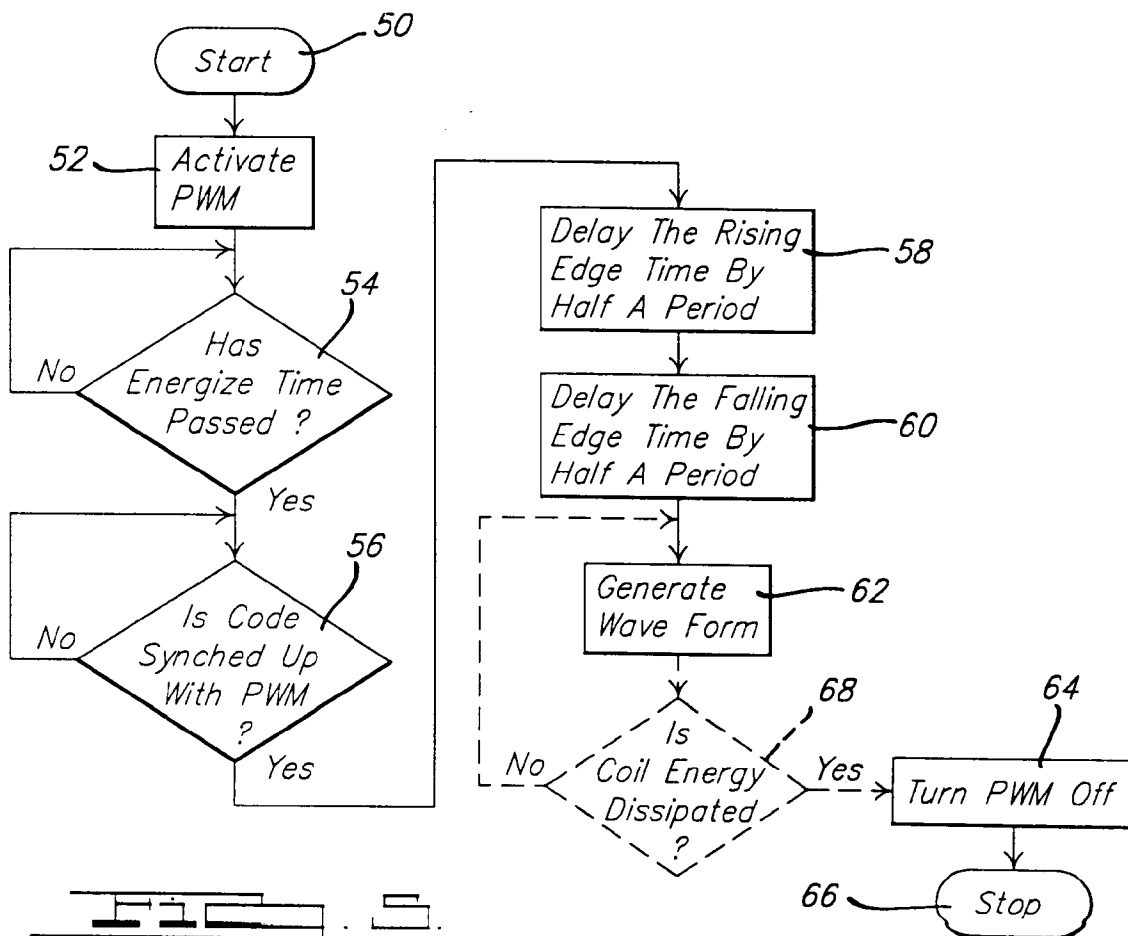 50
Start
52
Activate
PWM
54
Has
Energize Time
Passed ?
No
Yes
56
Is Code
Synched Up
With PWM
?
No
Yes
Delay The Rising
Edge Time By
Half A Period
58
Delay The Falling
Edge Time By
Half A Period
60
Generate
Wave Form
62
68
Is
Coil Energy
Dissipated
?
No
Yes
64
Turn PWM Off
66
Stop